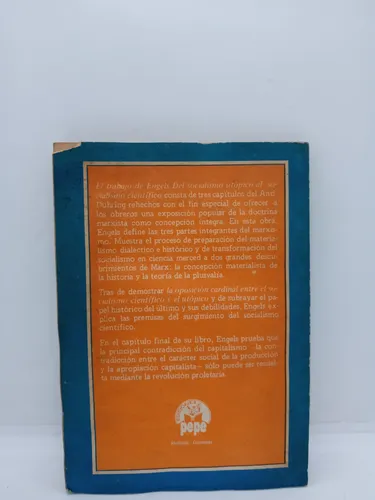 El trabajo de Engels Del socialismo utópico al so-
cialismo científico consta de tres capítulos del Anti-
Dühring rehechos con el fin especial de ofrecer a
los obreros una exposición popular de la doctrina
marxista como concepción íntegra. En esta obra,
Engels define las tres partes integrantes del marxis-
mo. Muestra el proceso de preparación del materia-
lismo dialéctico e histórico y de transformación del
socialismo en ciencia merced a dos grandes descu-
brimientos de Marx: la concepción materialista de
la historia y la teoría de la plusvalía.
Tras de demostrar la oposición cardinal entre el so-
cialismo científico y el utópico y de subrayar el pa-
pel histórico del último y sus debilidades, Engels ex-
plica las premisas del surgimiento del socialismo
científico.
En el capítulo final de su libro, Engels prueba que
la principal contradicción del capitalismo —la con-
tradicción entre el carácter social de la producción
y la apropiación capitalista— sólo puede ser resuel-
ta mediante la revolución proletaria.
pepe